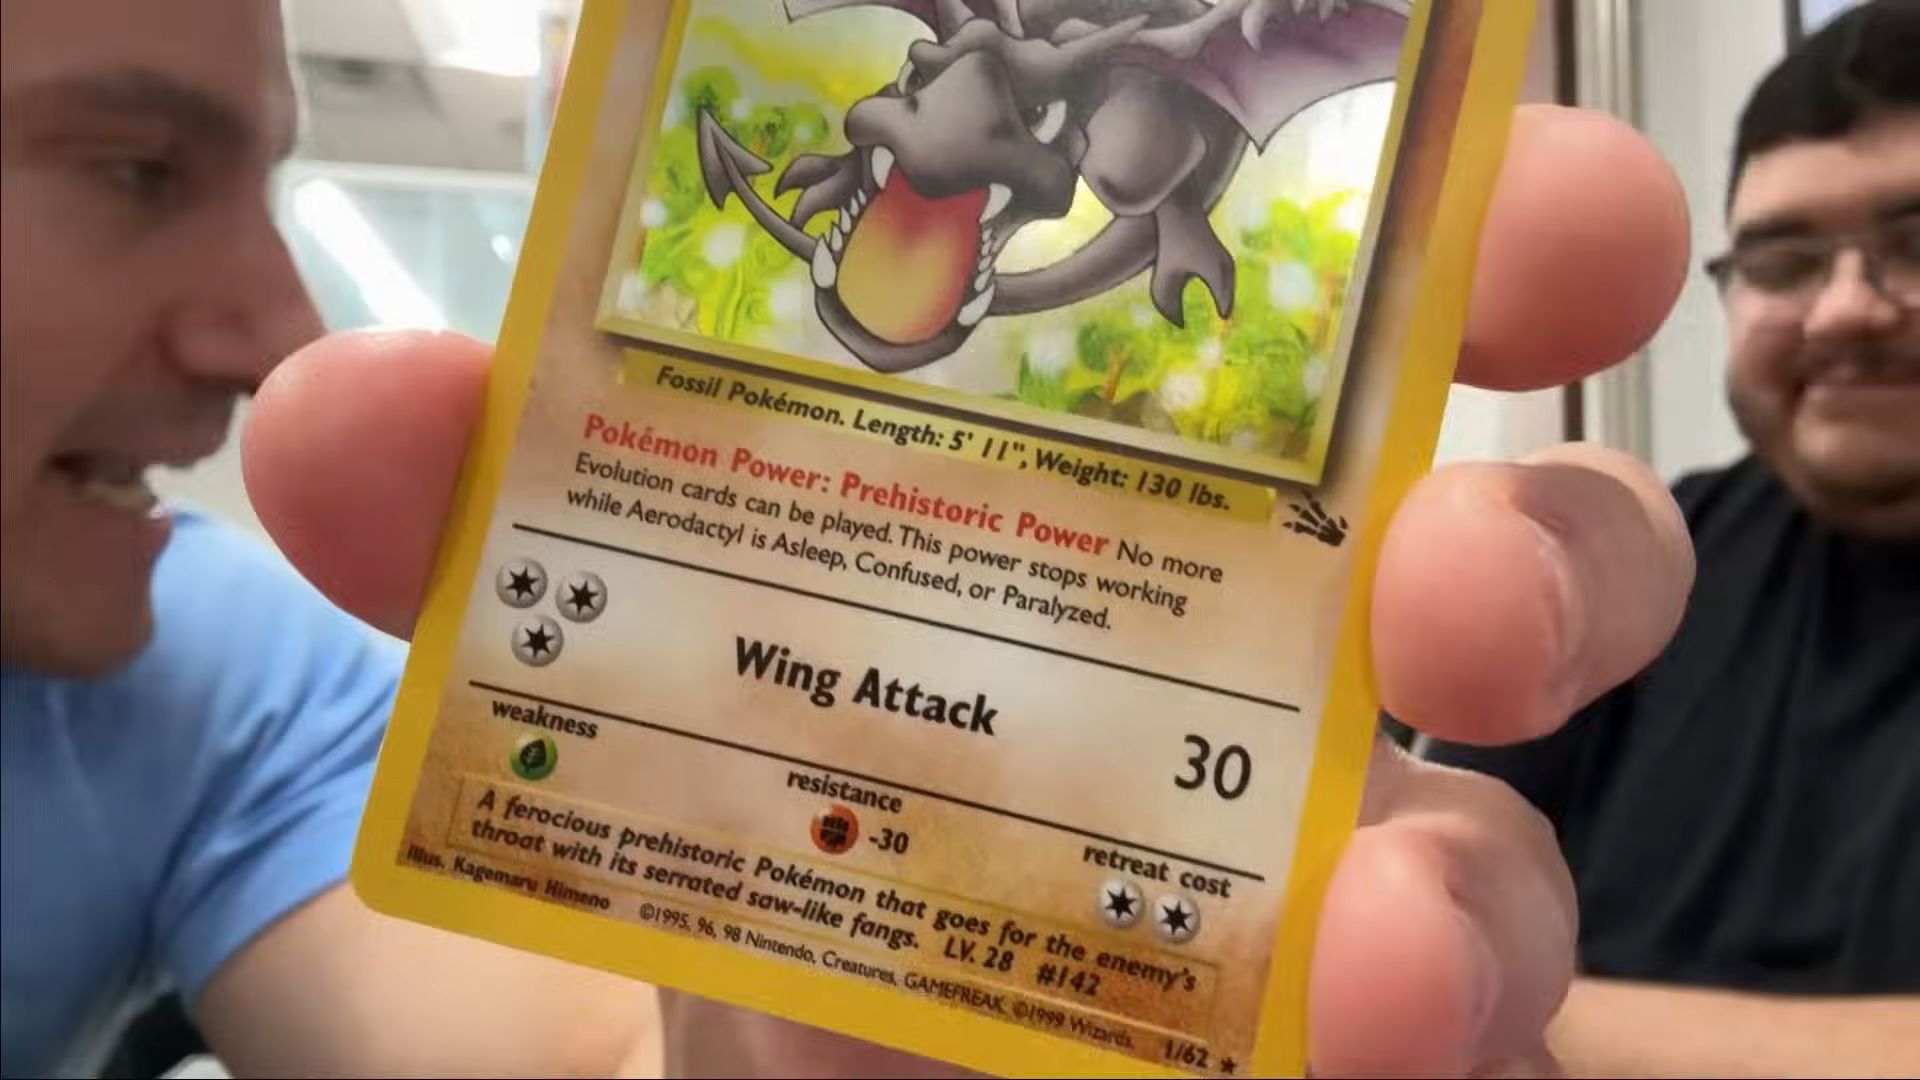 Fossil Pokémon. Length: 5' 11", Weight: 130 lbs.
Pokémon Power: Prehistoric Power No more
Evolution cards can be played. This power stops working
while Aerodactyl is Asleep, Confused, or Paralyzed.
Wing Attack
30
weakness
resistance
-30
retreat cost
A ferocious prehistoric Pokémon that goes for the enemy's
throat with its serrated saw-like fangs. LV. 28 #142
Illus. Kagemaru Himeno
©1995, 96, 98 Nintendo, Creatures, GAMEFREAK. ©1999 Wizards.
1/62 ★